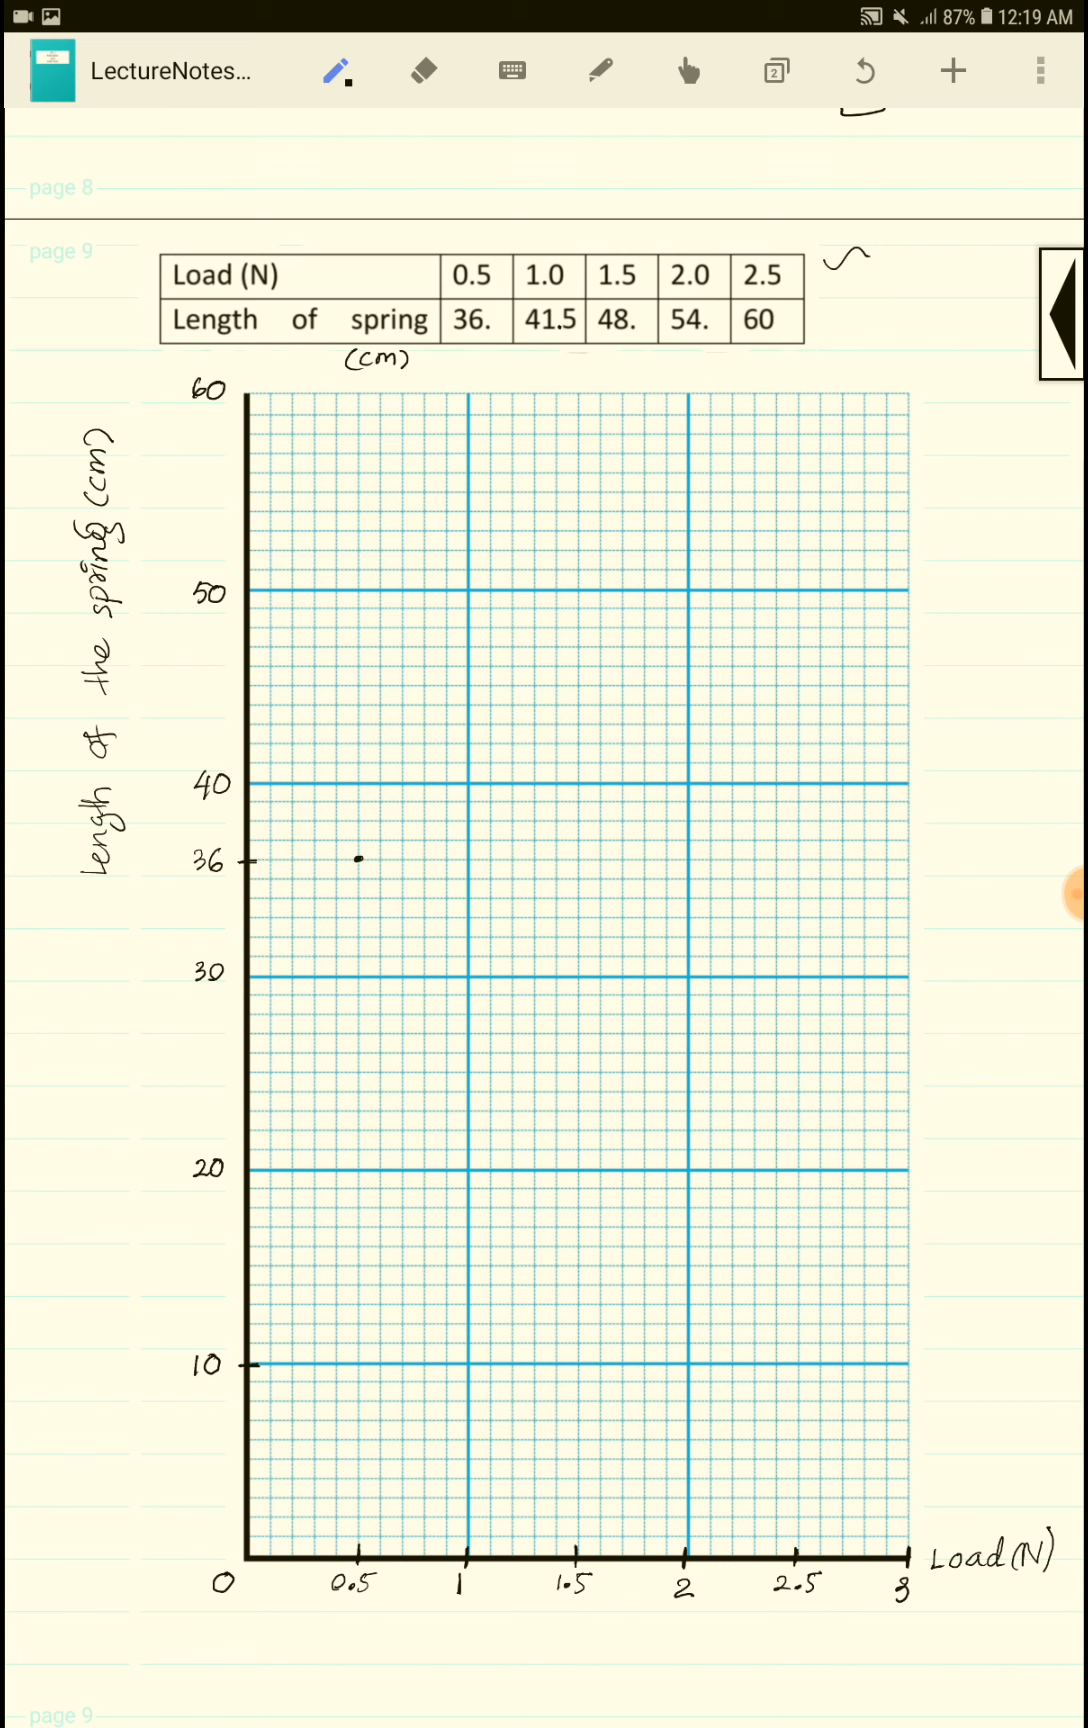 87% 12:19 AM
LectureNotes...
2
page 8
page 9
Load (N) 0.5 1.0 1.5 2.0 2.5
Length of spring 36. 41.5 48. 54. 60
(cm)
60
Length of the spring (cm)
50
40
36
30
20
10
0 0.5 1 1.5 2 2.5 3
Load (N)
page 9